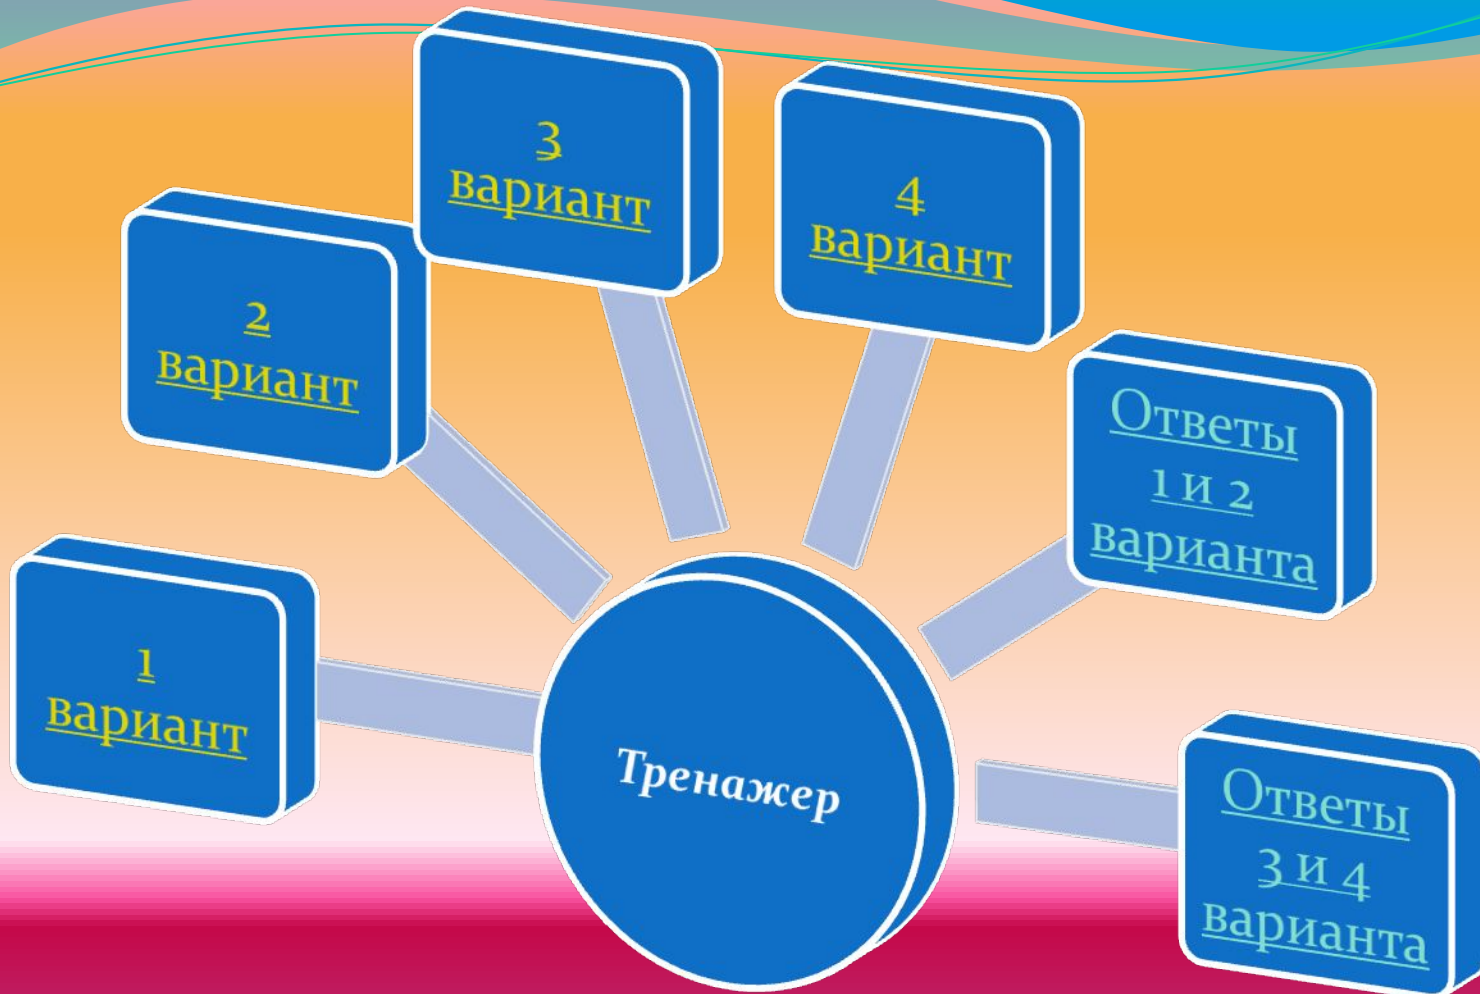 3
вариант
4
вариант
2
вариант
Ответы
1 и 2
варианта
1
вариант
Тренажер
Ответы
3 и 4
варианта